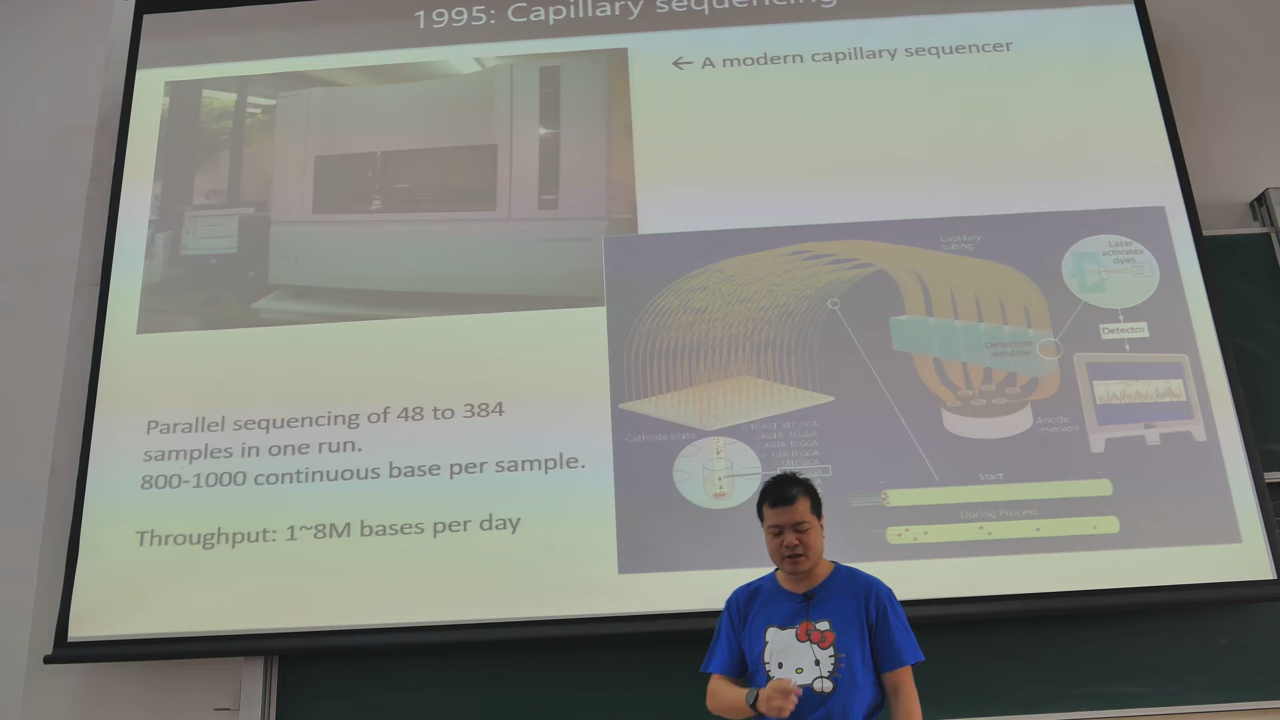 1995: Capillary sequencing
← A modern capillary sequencer
Capillary
tubing
Laser
activates
dyes
Detection
window
Detector
Parallel sequencing of 48 to 384
samples in one run.
800-1000 continuous base per sample.
Throughput: 1~8M bases per day
Cathode plate
Anode
reservoir
Start
During Process